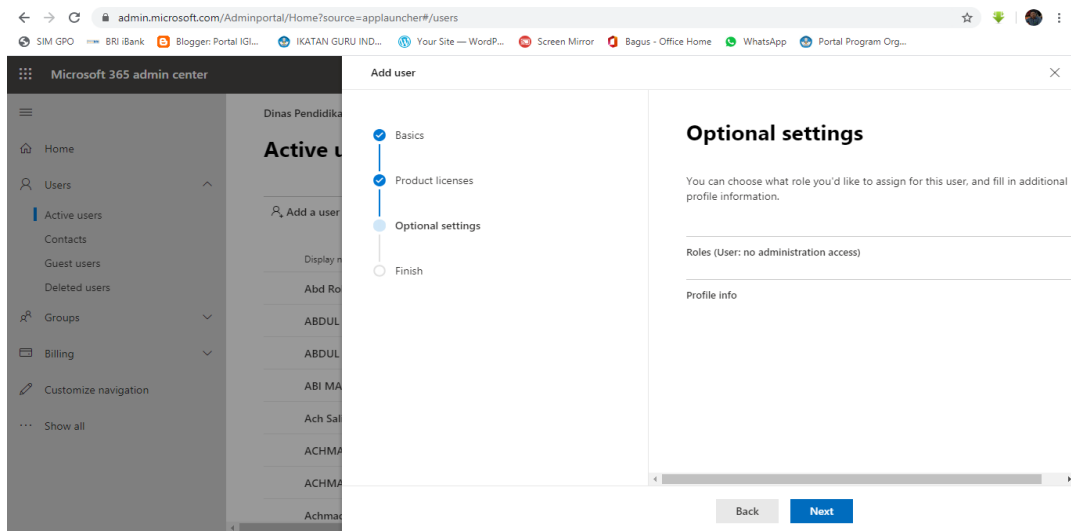 admin.microsoft.com/Adminportal/Home?source=applauncher#/users
SIM GPO BRI iBank Blogger: Portal IGI... IKATAN GURU IND... Your Site — WordP... Screen Mirror Bagus - Office Home WhatsApp Portal Program Org...
Microsoft 365 admin center
Home
Users
Active users
Contacts
Guest users
Deleted users
Groups
Billing
Customize navigation
Show all
Dinas Pendidika
Active u
Add a user
Display n
Abd Ro
ABDUL
ABDUL
ABI MA
Ach Sal
ACHMA
ACHMA
Achmad
Add user
Basics
Product licenses
Optional settings
Finish
Optional settings
You can choose what role you'd like to assign for this user, and fill in additional
profile information.
Roles (User: no administration access)
Profile info
Back
Next